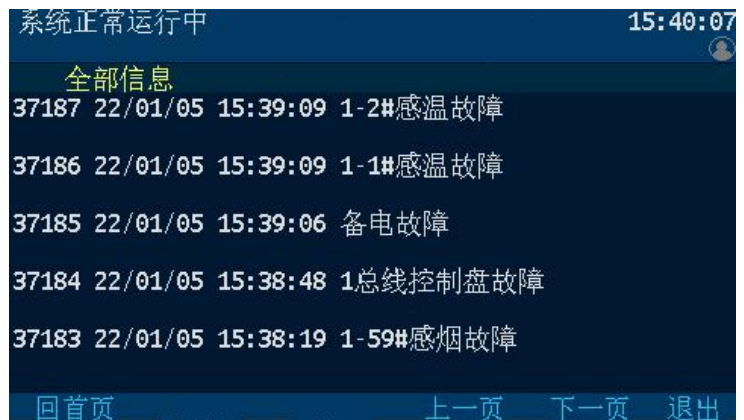 系统正常运行中 15:40:07
全部信息
37187 22/01/05 15:39:09 1-2#感温故障
37186 22/01/05 15:39:09 1-1#感温故障
37185 22/01/05 15:39:06 备电故障
37184 22/01/05 15:38:48 1总线控制盘故障
37183 22/01/05 15:38:19 1-59#感烟故障
回首页 上一页 下一页 退出